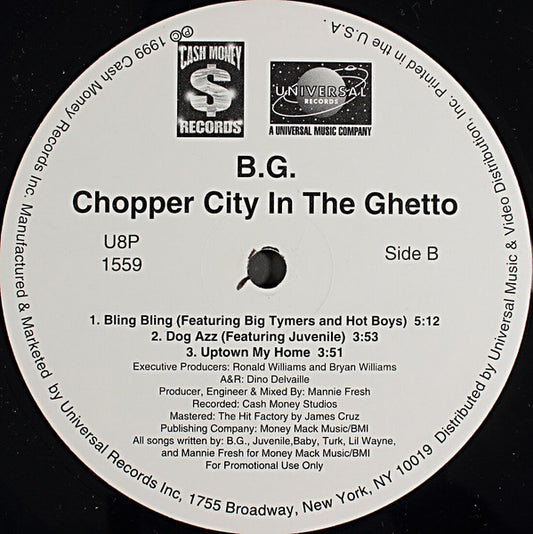 CASH MONEY
$
RECORDS
UNIVERSAL
RECORDS
A UNIVERSAL MUSIC COMPANY
B.G.
Chopper City In The Ghetto
U8P
1559
Side B
1. Bling Bling (Featuring Big Tymers and Hot Boys) 5:12
2. Dog Azz (Featuring Juvenile) 3:53
3. Uptown My Home 3:51
Executive Producers: Ronald Williams and Bryan Williams
A&R: Dino Delvaille
Producer, Engineer & Mixed By: Mannie Fresh
Recorded: Cash Money Studios
Mastered: The Hit Factory by James Cruz
Publishing Company: Money Mack Music/BMI
All songs written by: B.G., Juvenile,Baby, Turk, Lil Wayne,
and Mannie Fresh for Money Mack Music/BMI
For Promotional Use Only
℗© 1999 Cash Money Records Inc. Manufactured & Marketed by Universal Records Inc, 1755 Broadway, New York, NY 10019 Distributed by Universal Music & Video Distribution, Inc. Printed in the U.S.A.